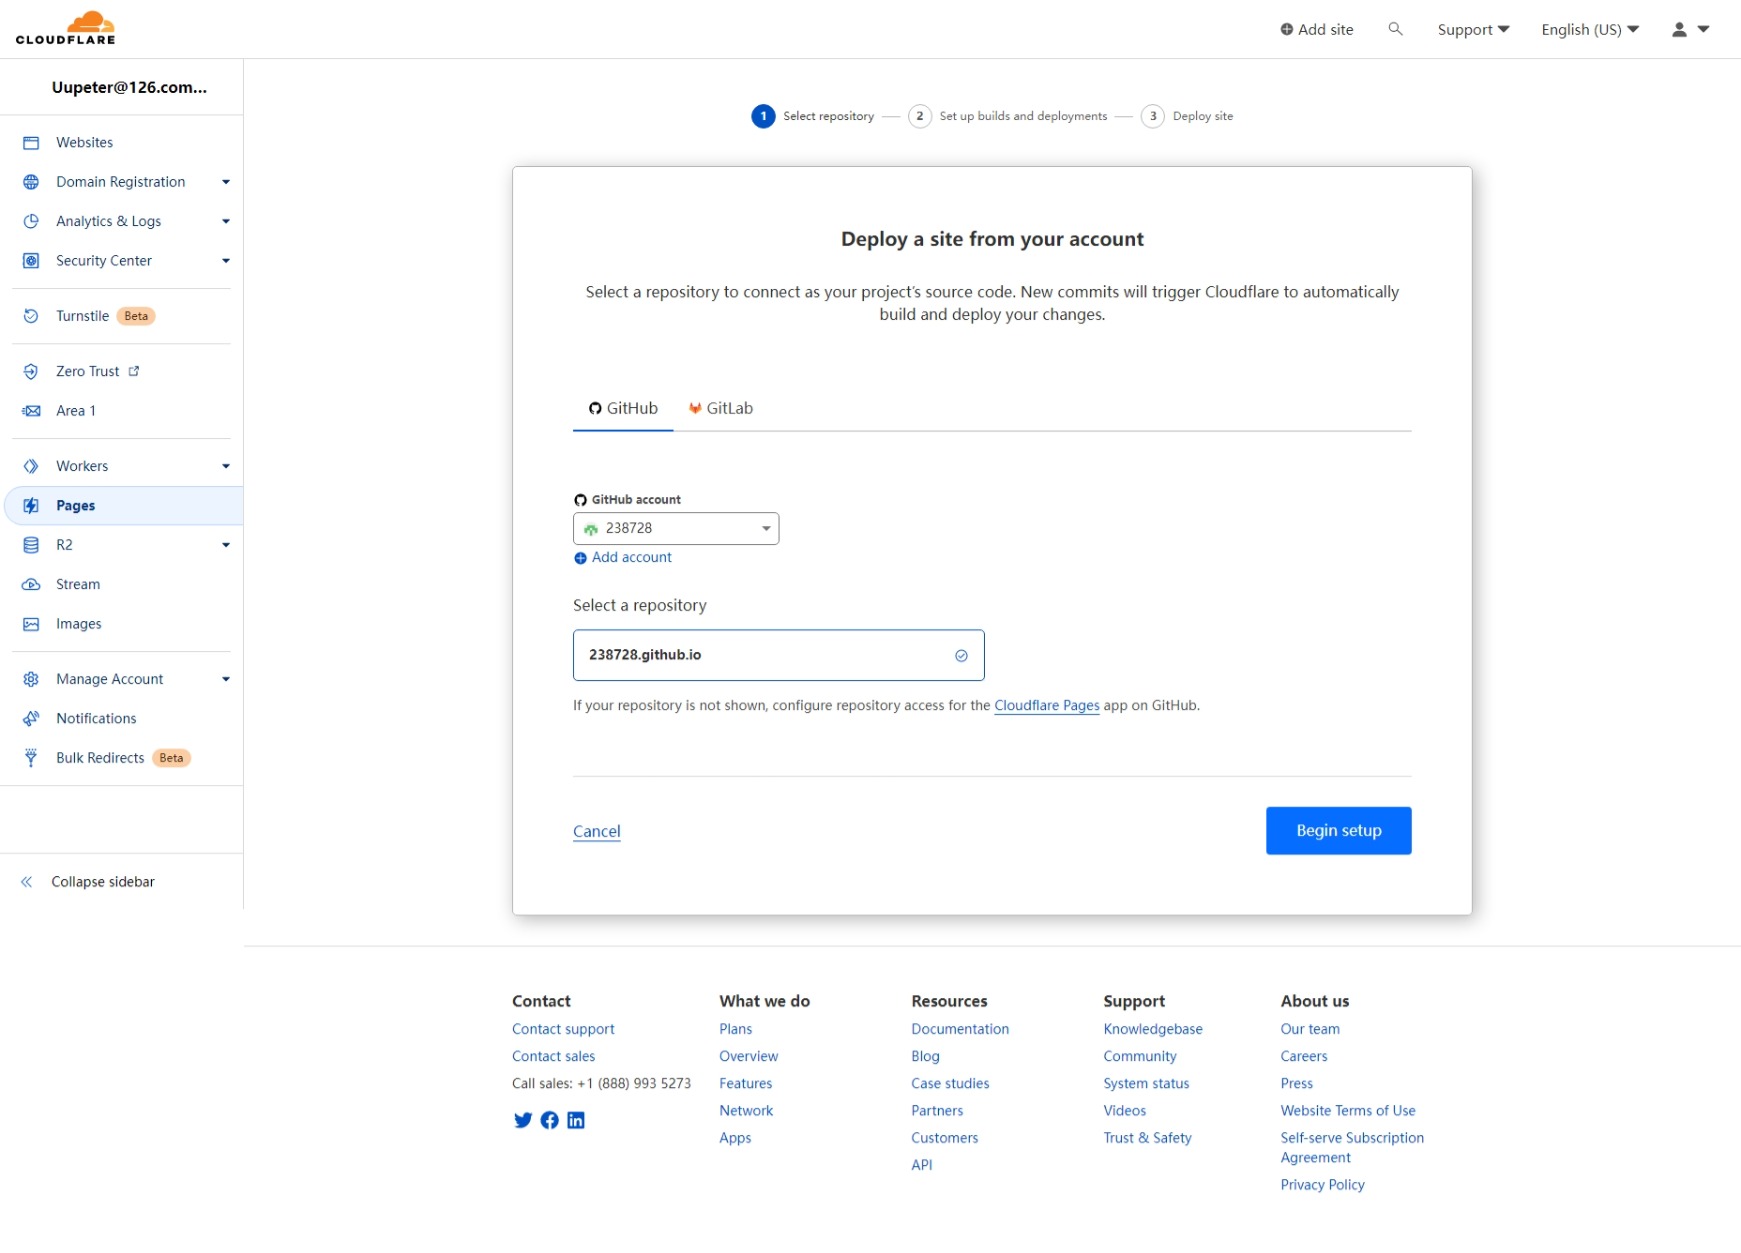 CLOUDFLARE
Add site
Support
English (US)
Uupeter@126.com...
Websites
Domain Registration
Analytics & Logs
Security Center
Turnstile Beta
Zero Trust
Area 1
Workers
Pages
R2
Stream
Images
Manage Account
Notifications
Bulk Redirects Beta
Collapse sidebar
1 Select repository 2 Set up builds and deployments 3 Deploy site
Deploy a site from your account
Select a repository to connect as your project's source code. New commits will trigger Cloudflare to automatically
build and deploy your changes.
GitHub GitLab
GitHub account
238728
Add account
Select a repository
238728.github.io
If your repository is not shown, configure repository access for the Cloudflare Pages app on GitHub.
Cancel
Begin setup
Contact
Contact support
Contact sales
Call sales: +1 (888) 993 5273
What we do
Plans
Overview
Features
Network
Apps
Resources
Documentation
Blog
Case studies
Partners
Customers
API
Support
Knowledgebase
Community
System status
Videos
Trust & Safety
About us
Our team
Careers
Press
Website Terms of Use
Self-serve Subscription
Agreement
Privacy Policy